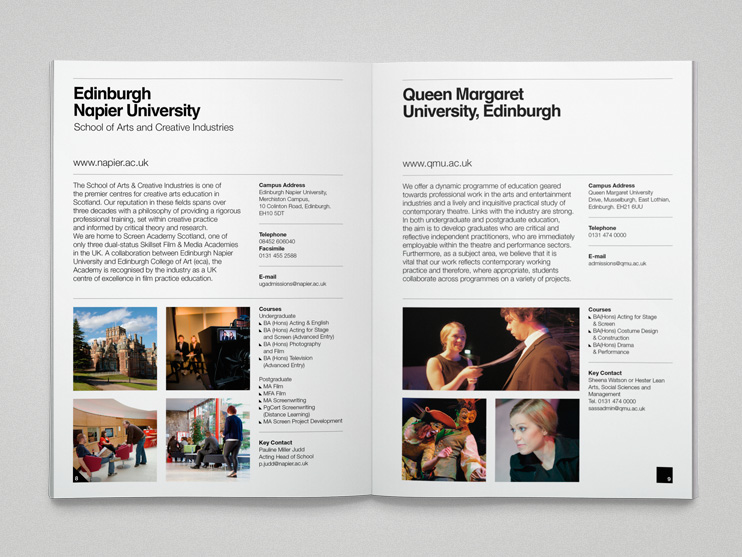 Edinburgh
Napier University
School of Arts and Creative Industries
www.napier.ac.uk
The School of Arts & Creative Industries is one of
the premier centres for creative arts education in
Scotland. Our reputation in these fields spans over
three decades with a philosophy of providing a rigorous
professional training, set within creative practice
and informed by critical theory and research.
We are home to Screen Academy Scotland, one of
only three dual-status Skillset Film & Media Academies
in the UK. A collaboration between Edinburgh Napier
University and Edinburgh College of Art (eca), the
Academy is recognised by the industry as a UK
centre of excellence in film practice education.
Campus Address
Edinburgh Napier University,
Merchiston Campus,
10 Colinton Road, Edinburgh.
EH10 5DT
Telephone
08452 606040
Facsimile
0131 455 2588
E-mail
ugadmissions@napier.ac.uk
Courses
Undergraduate
BA (Hons) Acting & English
BA (Hons) Acting for Stage
and Screen (Advanced Entry)
BA (Hons) Photography
and Film
BA (Hons) Television
(Advanced Entry)
Postgraduate
MA Film
MFA Film
MA Screenwriting
PgCert Screenwriting
(Distance Learning)
MA Screen Project Development
Key Contact
Pauline Miller Judd
Acting Head of School
p.judd@napier.ac.uk
8
Queen Margaret
University, Edinburgh
www.qmu.ac.uk
We offer a dynamic programme of education geared
towards professional work in the arts and entertainment
industries and a lively and inquisitive practical study of
contemporary theatre. Links with the industry are strong.
In both undergraduate and postgraduate education,
the aim is to develop graduates who are critical and
reflective independent practitioners, who are immediately
employable within the theatre and performance sectors.
Furthermore, as a subject area, we believe that it is
vital that our work reflects contemporary working
practice and therefore, where appropriate, students
collaborate across programmes on a variety of projects.
Campus Address
Queen Margaret University
Drive, Musselburgh, East Lothian,
Edinburgh. EH21 6UU
Telephone
0131 474 0000
E-mail
admissions@qmu.ac.uk
Courses
BA(Hons) Acting for Stage
& Screen
BA(Hons) Costume Design
& Construction
BA(Hons) Drama
& Performance
Key Contact
Sheena Watson or Hester Lean
Arts, Social Sciences and
Management
Tel. 0131 474 0000
sassadmin@qmu.ac.uk
9